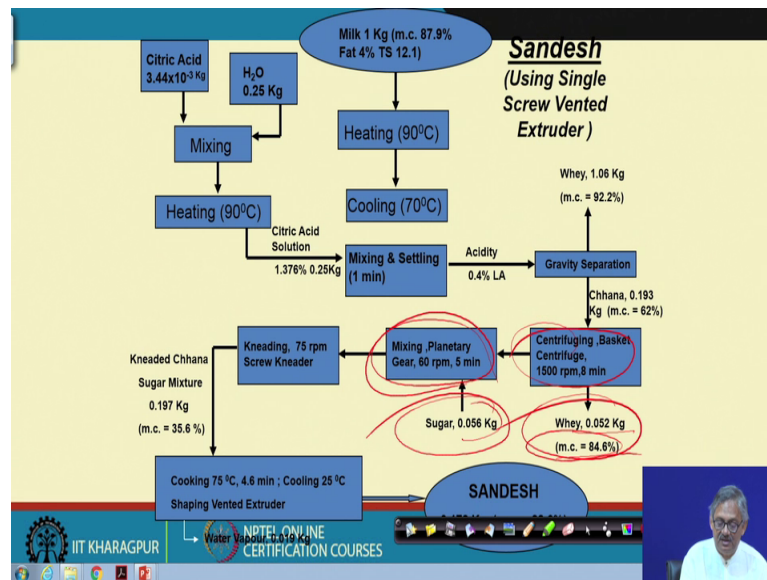 Sandesh
(Using Single
Screw Vented
Extruder )
Milk 1 Kg (m.c. 87.9%
Fat 4% TS 12.1)
Citric Acid
3.44x10-3 Kg
H2O
0.25 Kg
Mixing
Heating (90⁰C)
Heating (90⁰C)
Cooling (70⁰C)
Citric Acid
Solution
1.376% 0.25Kg
Mixing & Settling
(1 min)
Acidity
0.4% LA
Gravity Separation
Whey, 1.06 Kg
(m.c. = 92.2%)
Chhana, 0.193
Kg (m.c. = 62%)
Centrifuging ,Basket
Centrifuge,
1500 rpm,8 min
Whey, 0.052 Kg
(m.c. = 84.6%)
Mixing ,Planetary
Gear, 60 rpm, 5 min
Sugar, 0.056 Kg
Kneading, 75 rpm
Screw Kneader
Kneaded Chhana
Sugar Mixture
0.197 Kg
(m.c. = 35.6 %)
Cooking 75 ⁰C, 4.6 min ; Cooling 25 ⁰C
Shaping Vented Extruder
SANDESH
Water Vapour, 0.019 Kg
IIT KHARAGPUR
NPTEL ONLINE
CERTIFICATION COURSES